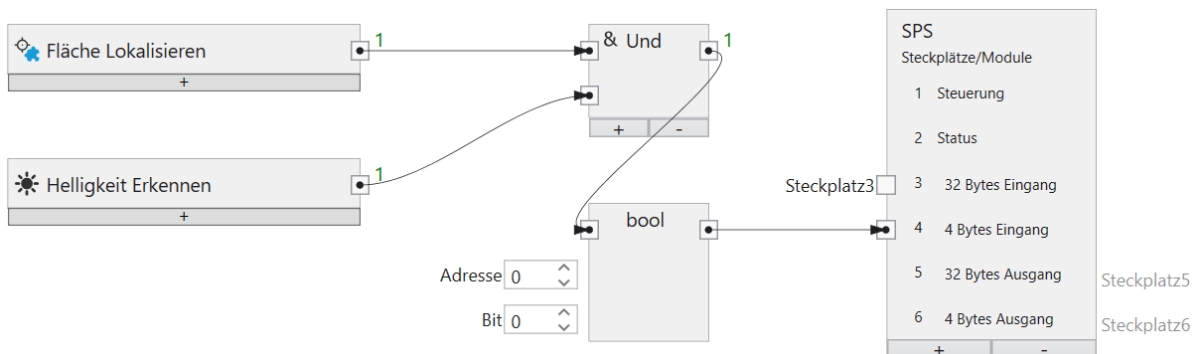 Fläche Lokalisieren
1
+
& Und
1
+ -
Helligkeit Erkennen
1
+
bool
Adresse 0
Bit 0
SPS
Steckplätze/Module
1 Steuerung
2 Status
Steckplatz3 3 32 Bytes Eingang
4 4 Bytes Eingang
5 32 Bytes Ausgang Steckplatz5
6 4 Bytes Ausgang Steckplatz6
+ -